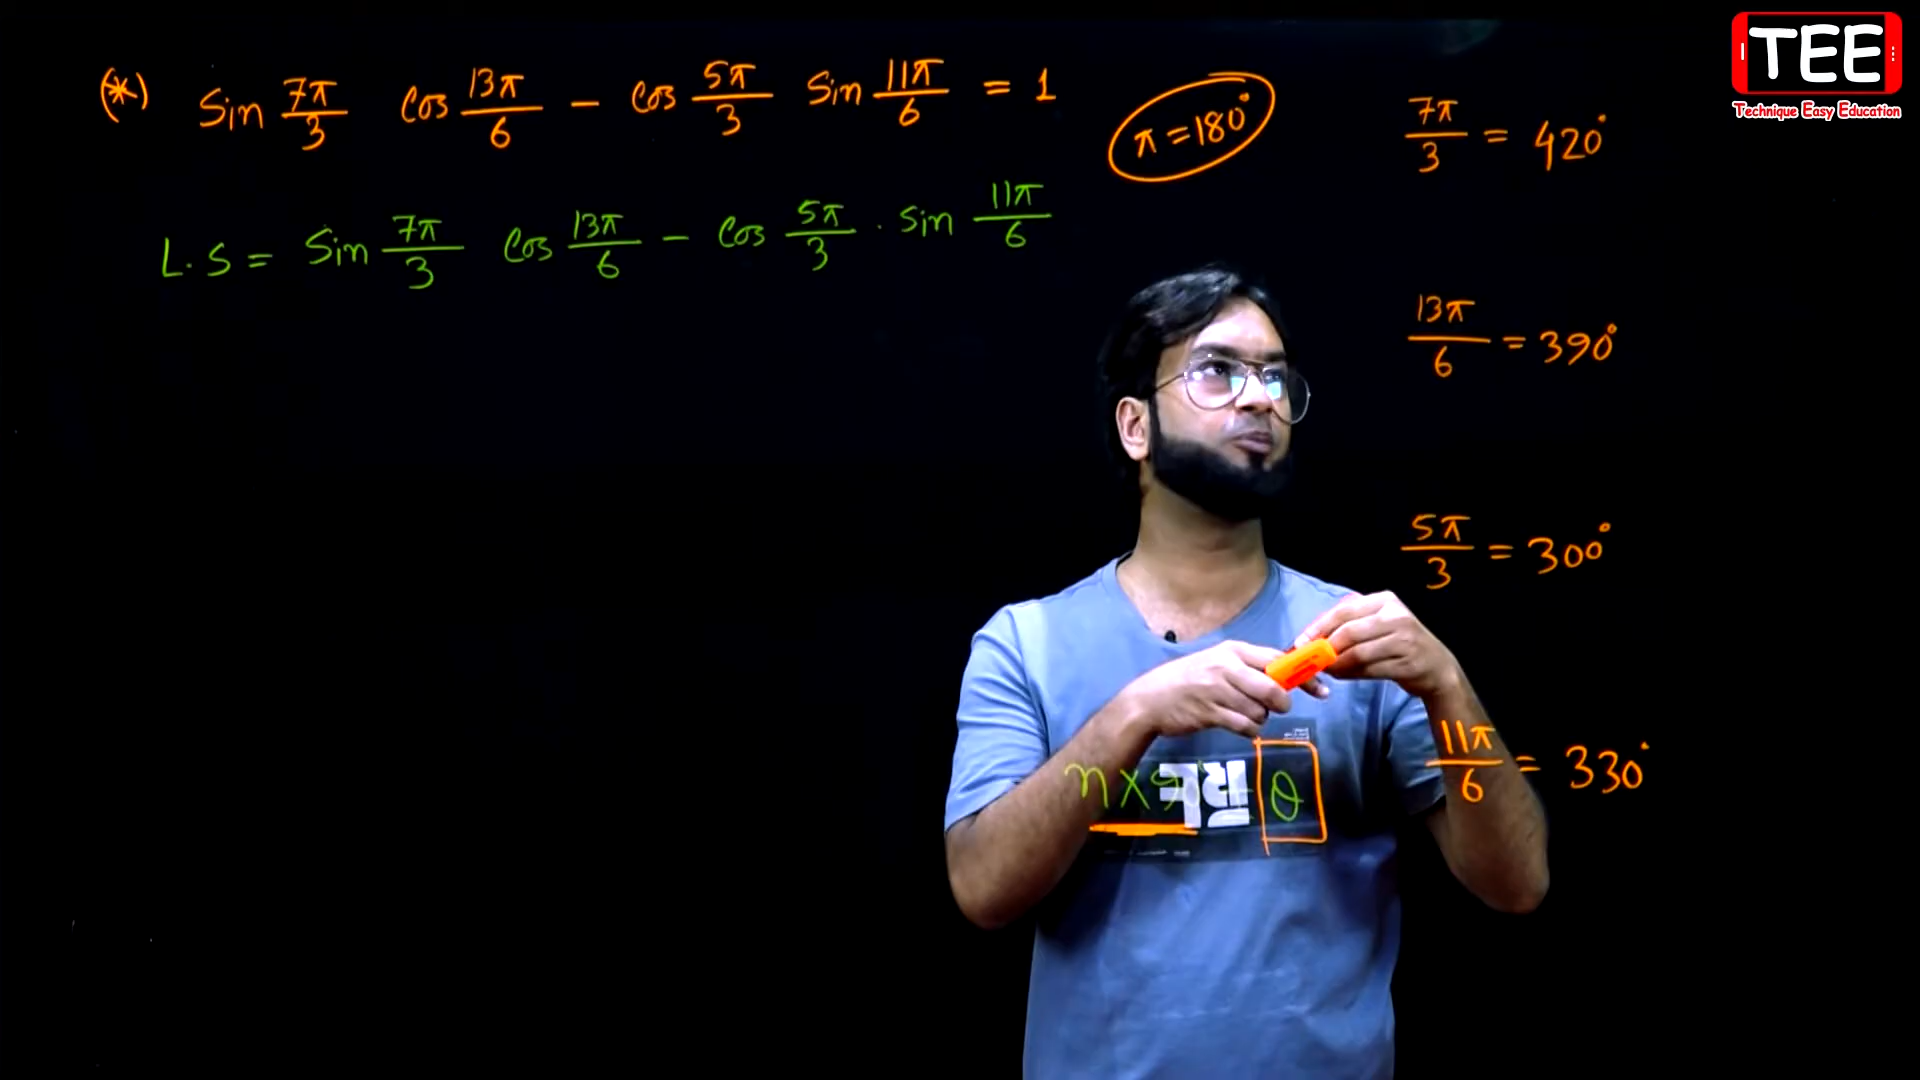 (*) Sin 7π/3 Cos 13π/6 − Cos 5π/3 Sin 11π/6 = 1
L.S = Sin 7π/3 Cos 13π/6 − Cos 5π/3 . Sin 11π/6
π = 180°
7π/3 = 420°
13π/6 = 390°
5π/3 = 300°
11π/6 = 330°
n × θ
TEE
Technique Easy Education